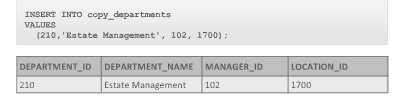 INSERT INTO copy_departments
VALUES
(210,'Estate Management', 102, 1700);
DEPARTMENT_ID DEPARTMENT_NAME MANAGER_ID LOCATION_ID
210 Estate Management 102 1700